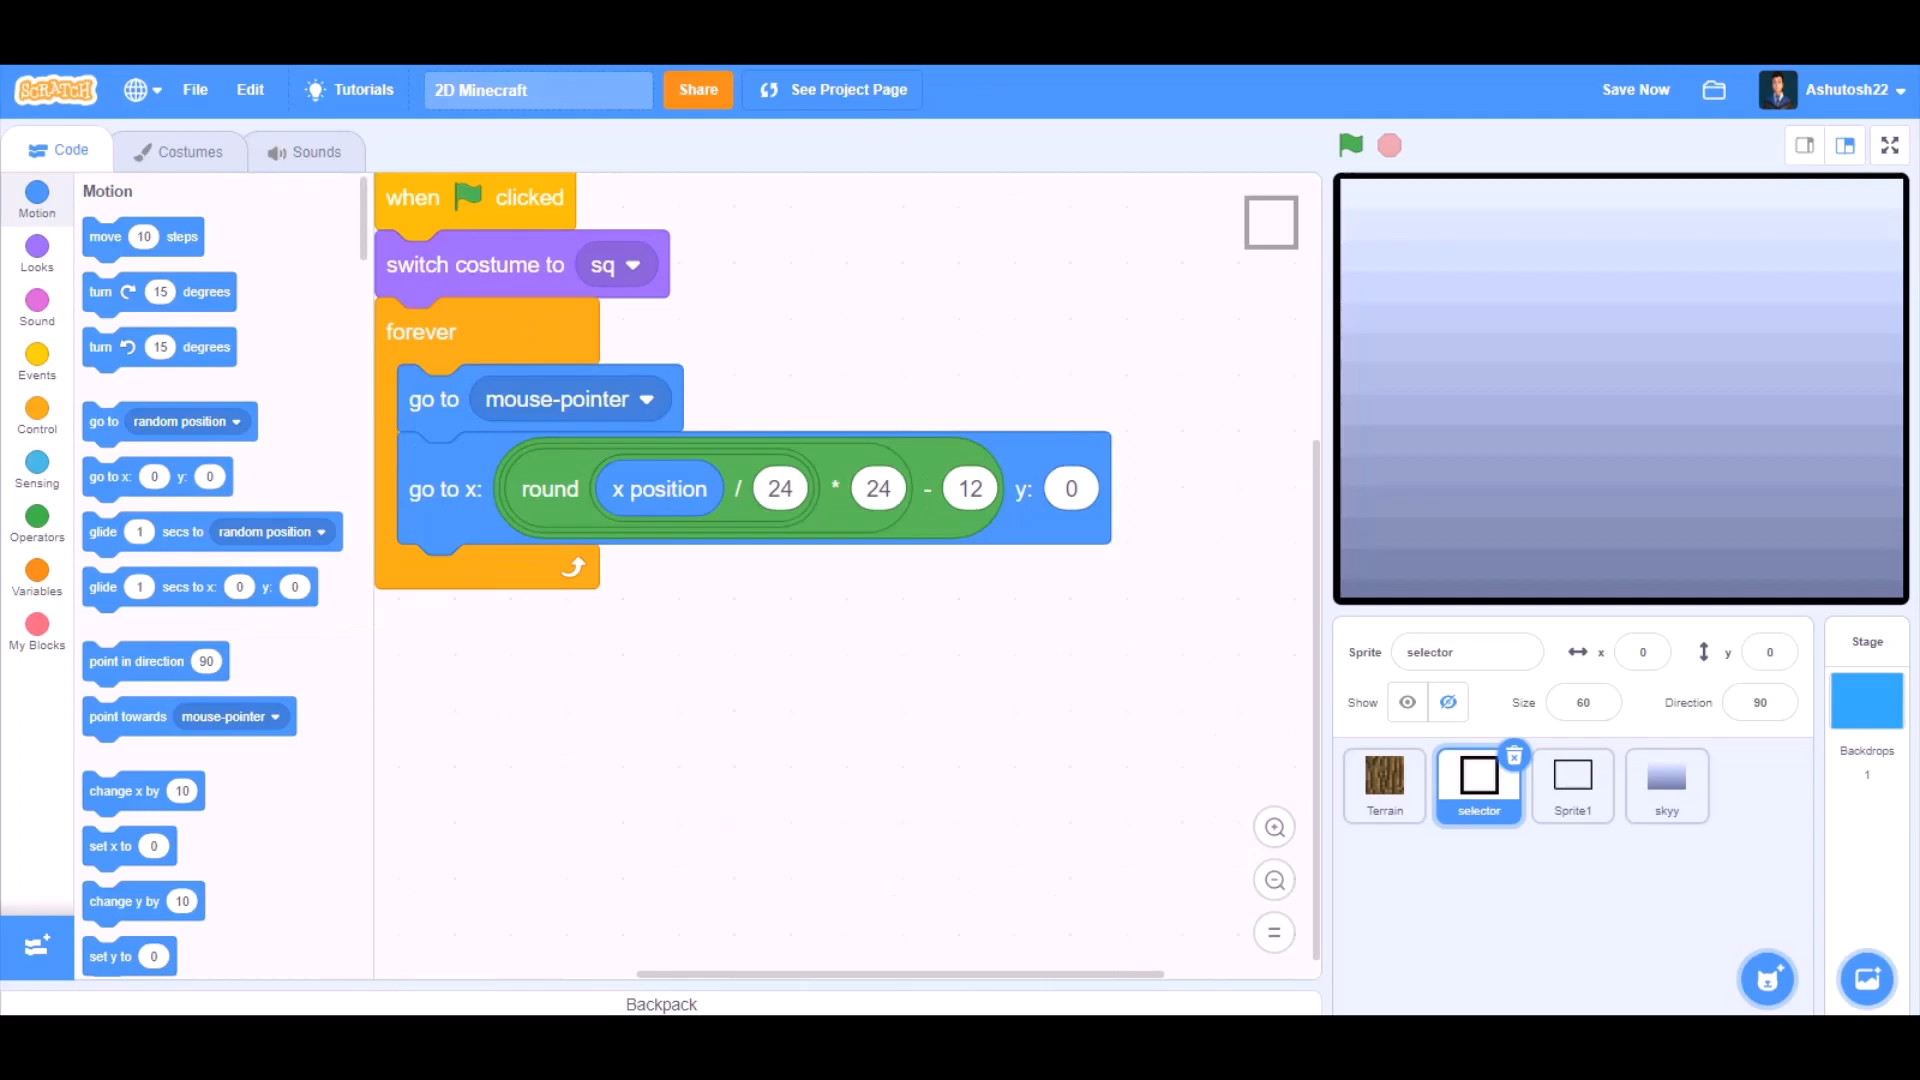 SCRATCH File Edit Tutorials 2D Minecraft Share See Project Page Save Now Ashutosh22
Code Costumes Sounds
Motion
Looks
Sound
Events
Control
Sensing
Operators
Variables
My Blocks
Motion
move 10 steps
turn 15 degrees
turn 15 degrees
go to random position
go to x: 0 y: 0
glide 1 secs to random position
glide 1 secs to x: 0 y: 0
point in direction 90
point towards mouse-pointer
change x by 10
set x to 0
change y by 10
set y to 0
when clicked
switch costume to sq
forever
go to mouse-pointer
go to x: round x position / 24 * 24 - 12 y: 0
Backpack
Sprite selector x 0 y 0
Show Size 60 Direction 90
Terrain
selector
Sprite1
skyy
Stage
Backdrops
1